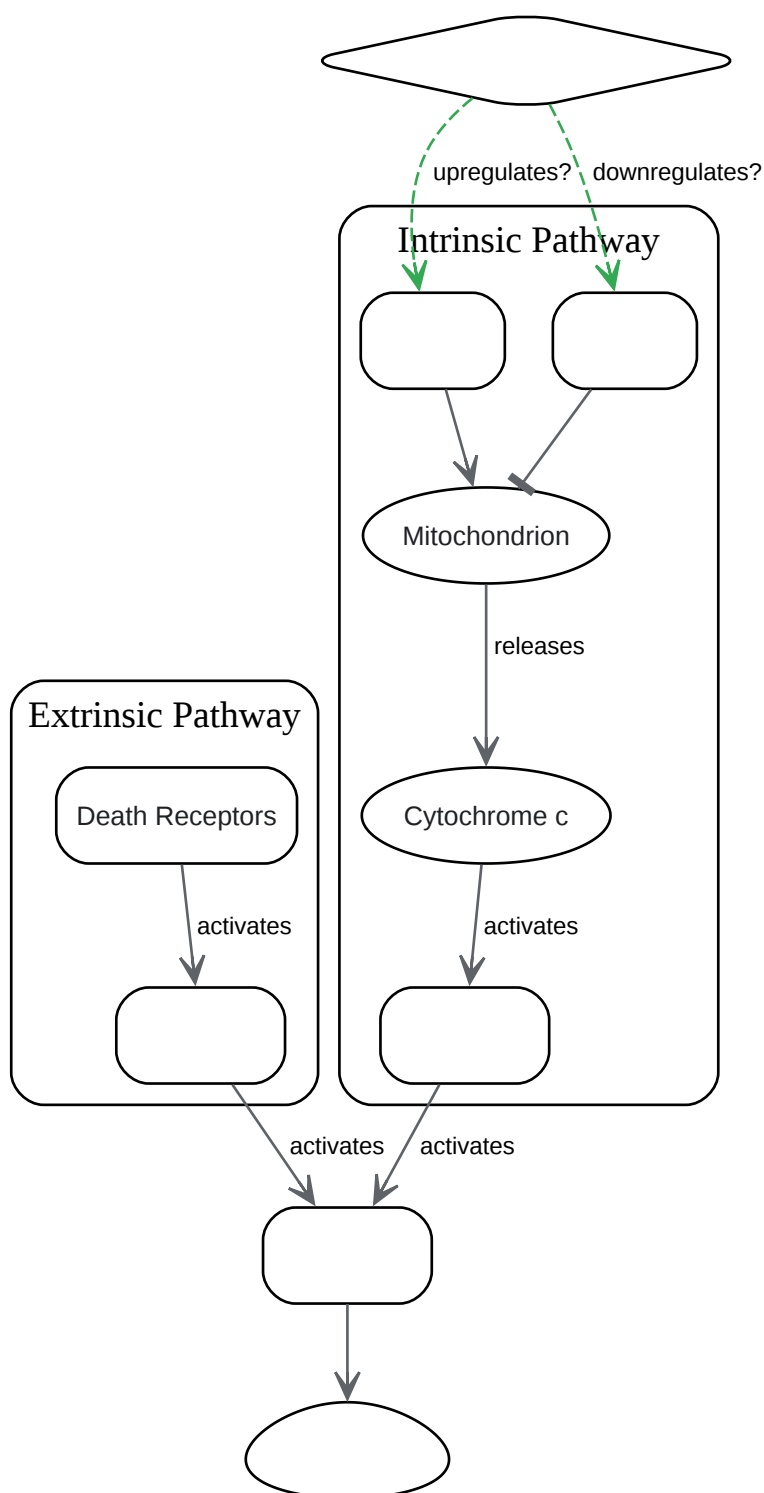 upregulates?
downregulates?
Intrinsic Pathway
Mitochondrion
releases
Extrinsic Pathway
Death Receptors
Cytochrome c
activates
activates
activates
activates